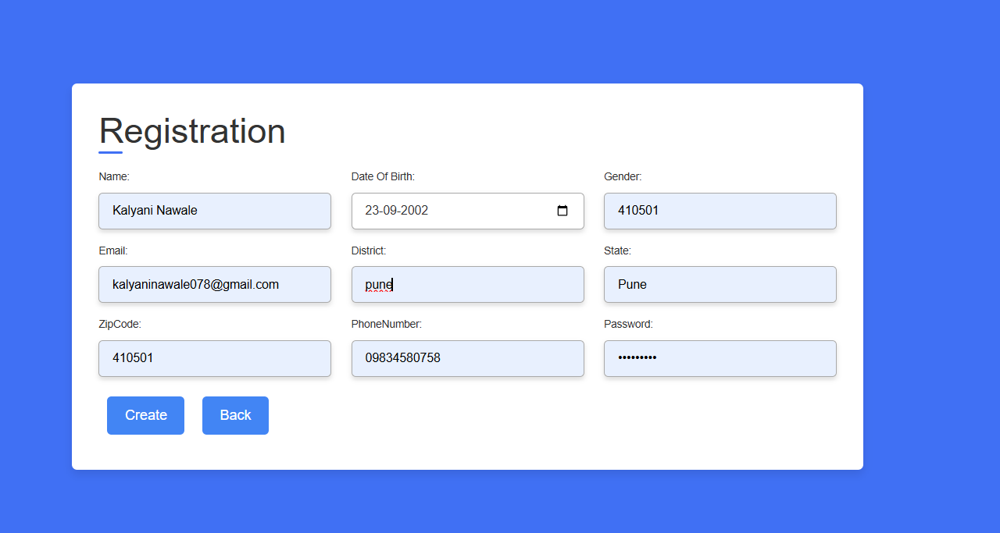 Registration
Name: Date Of Birth: Gender:
Kalyani Nawale 23-09-2002 410501
Email: District: State:
kalyaninawale078@gmail.com pune Pune
ZipCode: PhoneNumber: Password:
410501 09834580758 •••••••••
Create Back